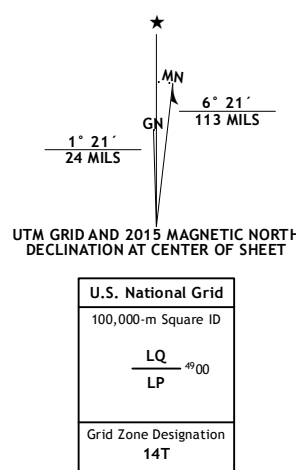 ★
MN
6° 21´
113 MILS
GN
1° 21´
24 MILS
UTM GRID AND 2015 MAGNETIC NORTH
DECLINATION AT CENTER OF SHEET
U.S. National Grid
100,000-m Square ID
LQ
4900
LP
Grid Zone Designation
14T